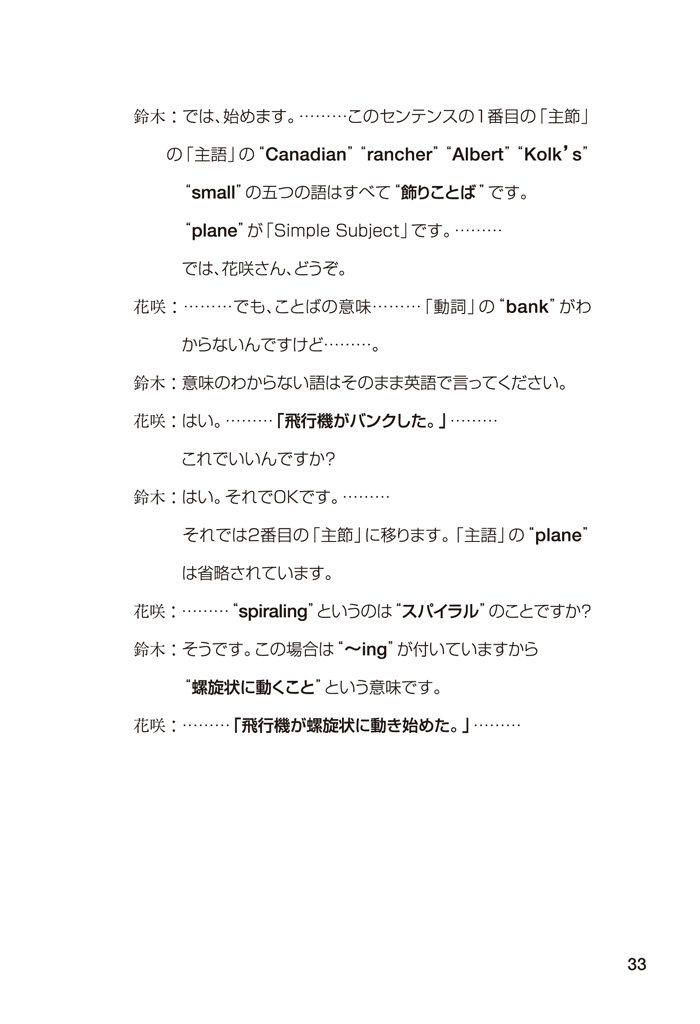 鈴木：では、始めます。………このセンテンスの1番目の「主節」
の「主語」の“Canadian” “rancher” “Albert” “Kolk’s”
“small”の五つの語はすべて“飾りことば”です。
“plane”が「Simple Subject」です。………
では、花咲さん、どうぞ。
花咲：………でも、ことばの意味………「動詞」の“bank”がわ
からないんですけど………。
鈴木：意味のわからない語はそのまま英語で言ってください。
花咲：はい。………「飛行機がバンクした。」………
これでいいんですか?
鈴木：はい。それでOKです。………
それでは2番目の「主節」に移ります。「主語」の“plane”
は省略されています。
花咲：………“spiraling”というのは“スパイラル”のことですか?
鈴木：そうです。この場合は“〜ing”が付いていますから
“螺旋状に動くこと”という意味です。
花咲：………「飛行機が螺旋状に動き始めた。」………
33